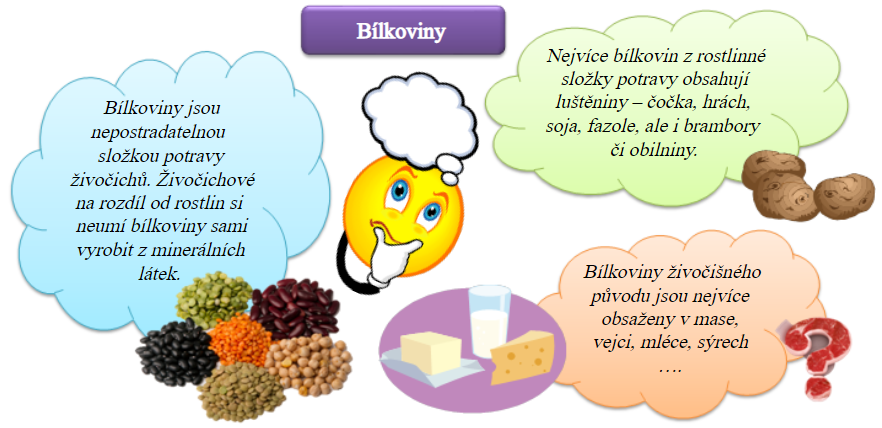 Bílkoviny
Bílkoviny jsou
nepostradatelnou
složkou potravy
živočichů. Živočichové
na rozdíl od rostlin si
neumí bílkoviny sami
vyrobit z minerálních
látek.
Nejvíce bílkovin z rostlinné
složky potravy obsahují
luštěniny – čočka, hrách,
soja, fazole, ale i brambory
či obilniny.
Bílkoviny živočišného
původu jsou nejvíce
obsaženy v mase,
vejci, mléce, sýrech
….